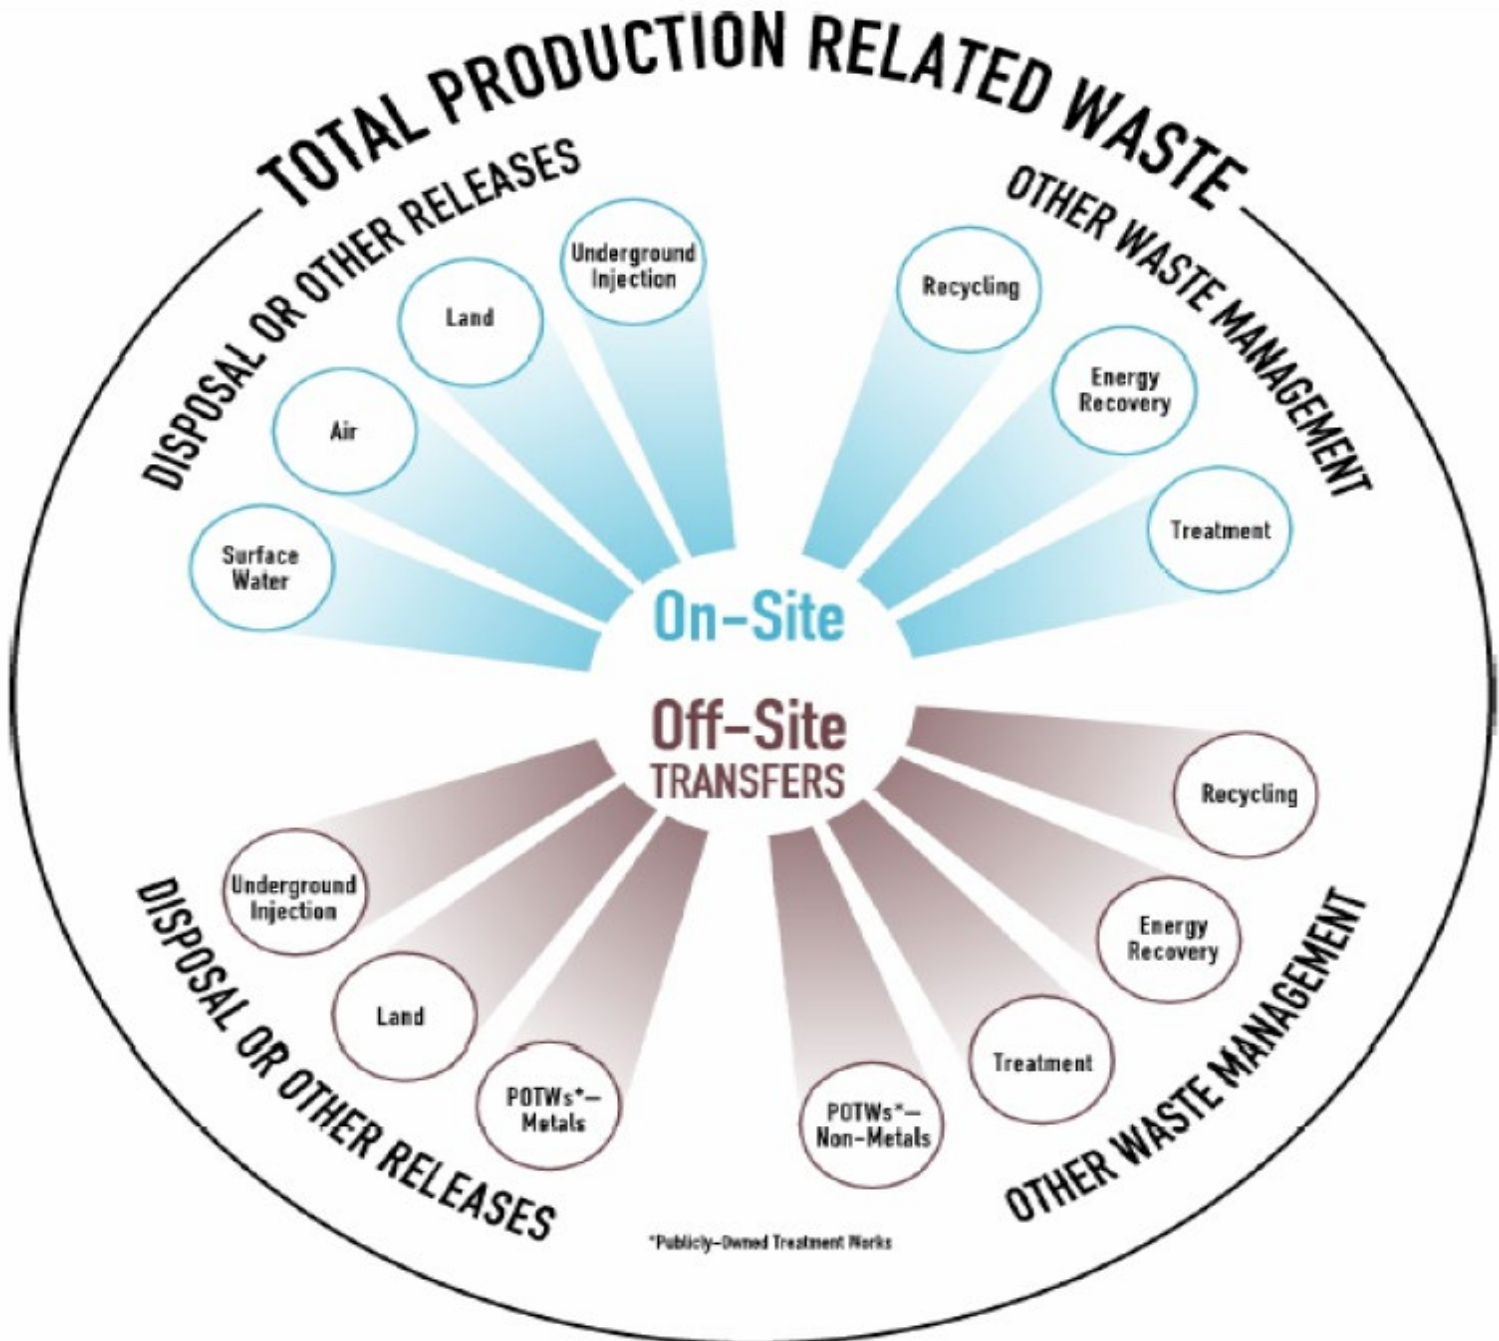 TOTAL PRODUCTION RELATED WASTE
DISPOSAL OR OTHER RELEASES
Underground
Injection
Land
Air
Surface
Water
OTHER WASTE MANAGEMENT
Recycling
Energy
Recovery
Treatment
On-Site
Off-Site
TRANSFERS
DISPOSAL OR OTHER RELEASES
Underground
Injection
Land
POTWs*—
Metals
OTHER WASTE MANAGEMENT
Recycling
Energy
Recovery
Treatment
POTWs*—
Non-Metals
*Publicly-Owned Treatment Works